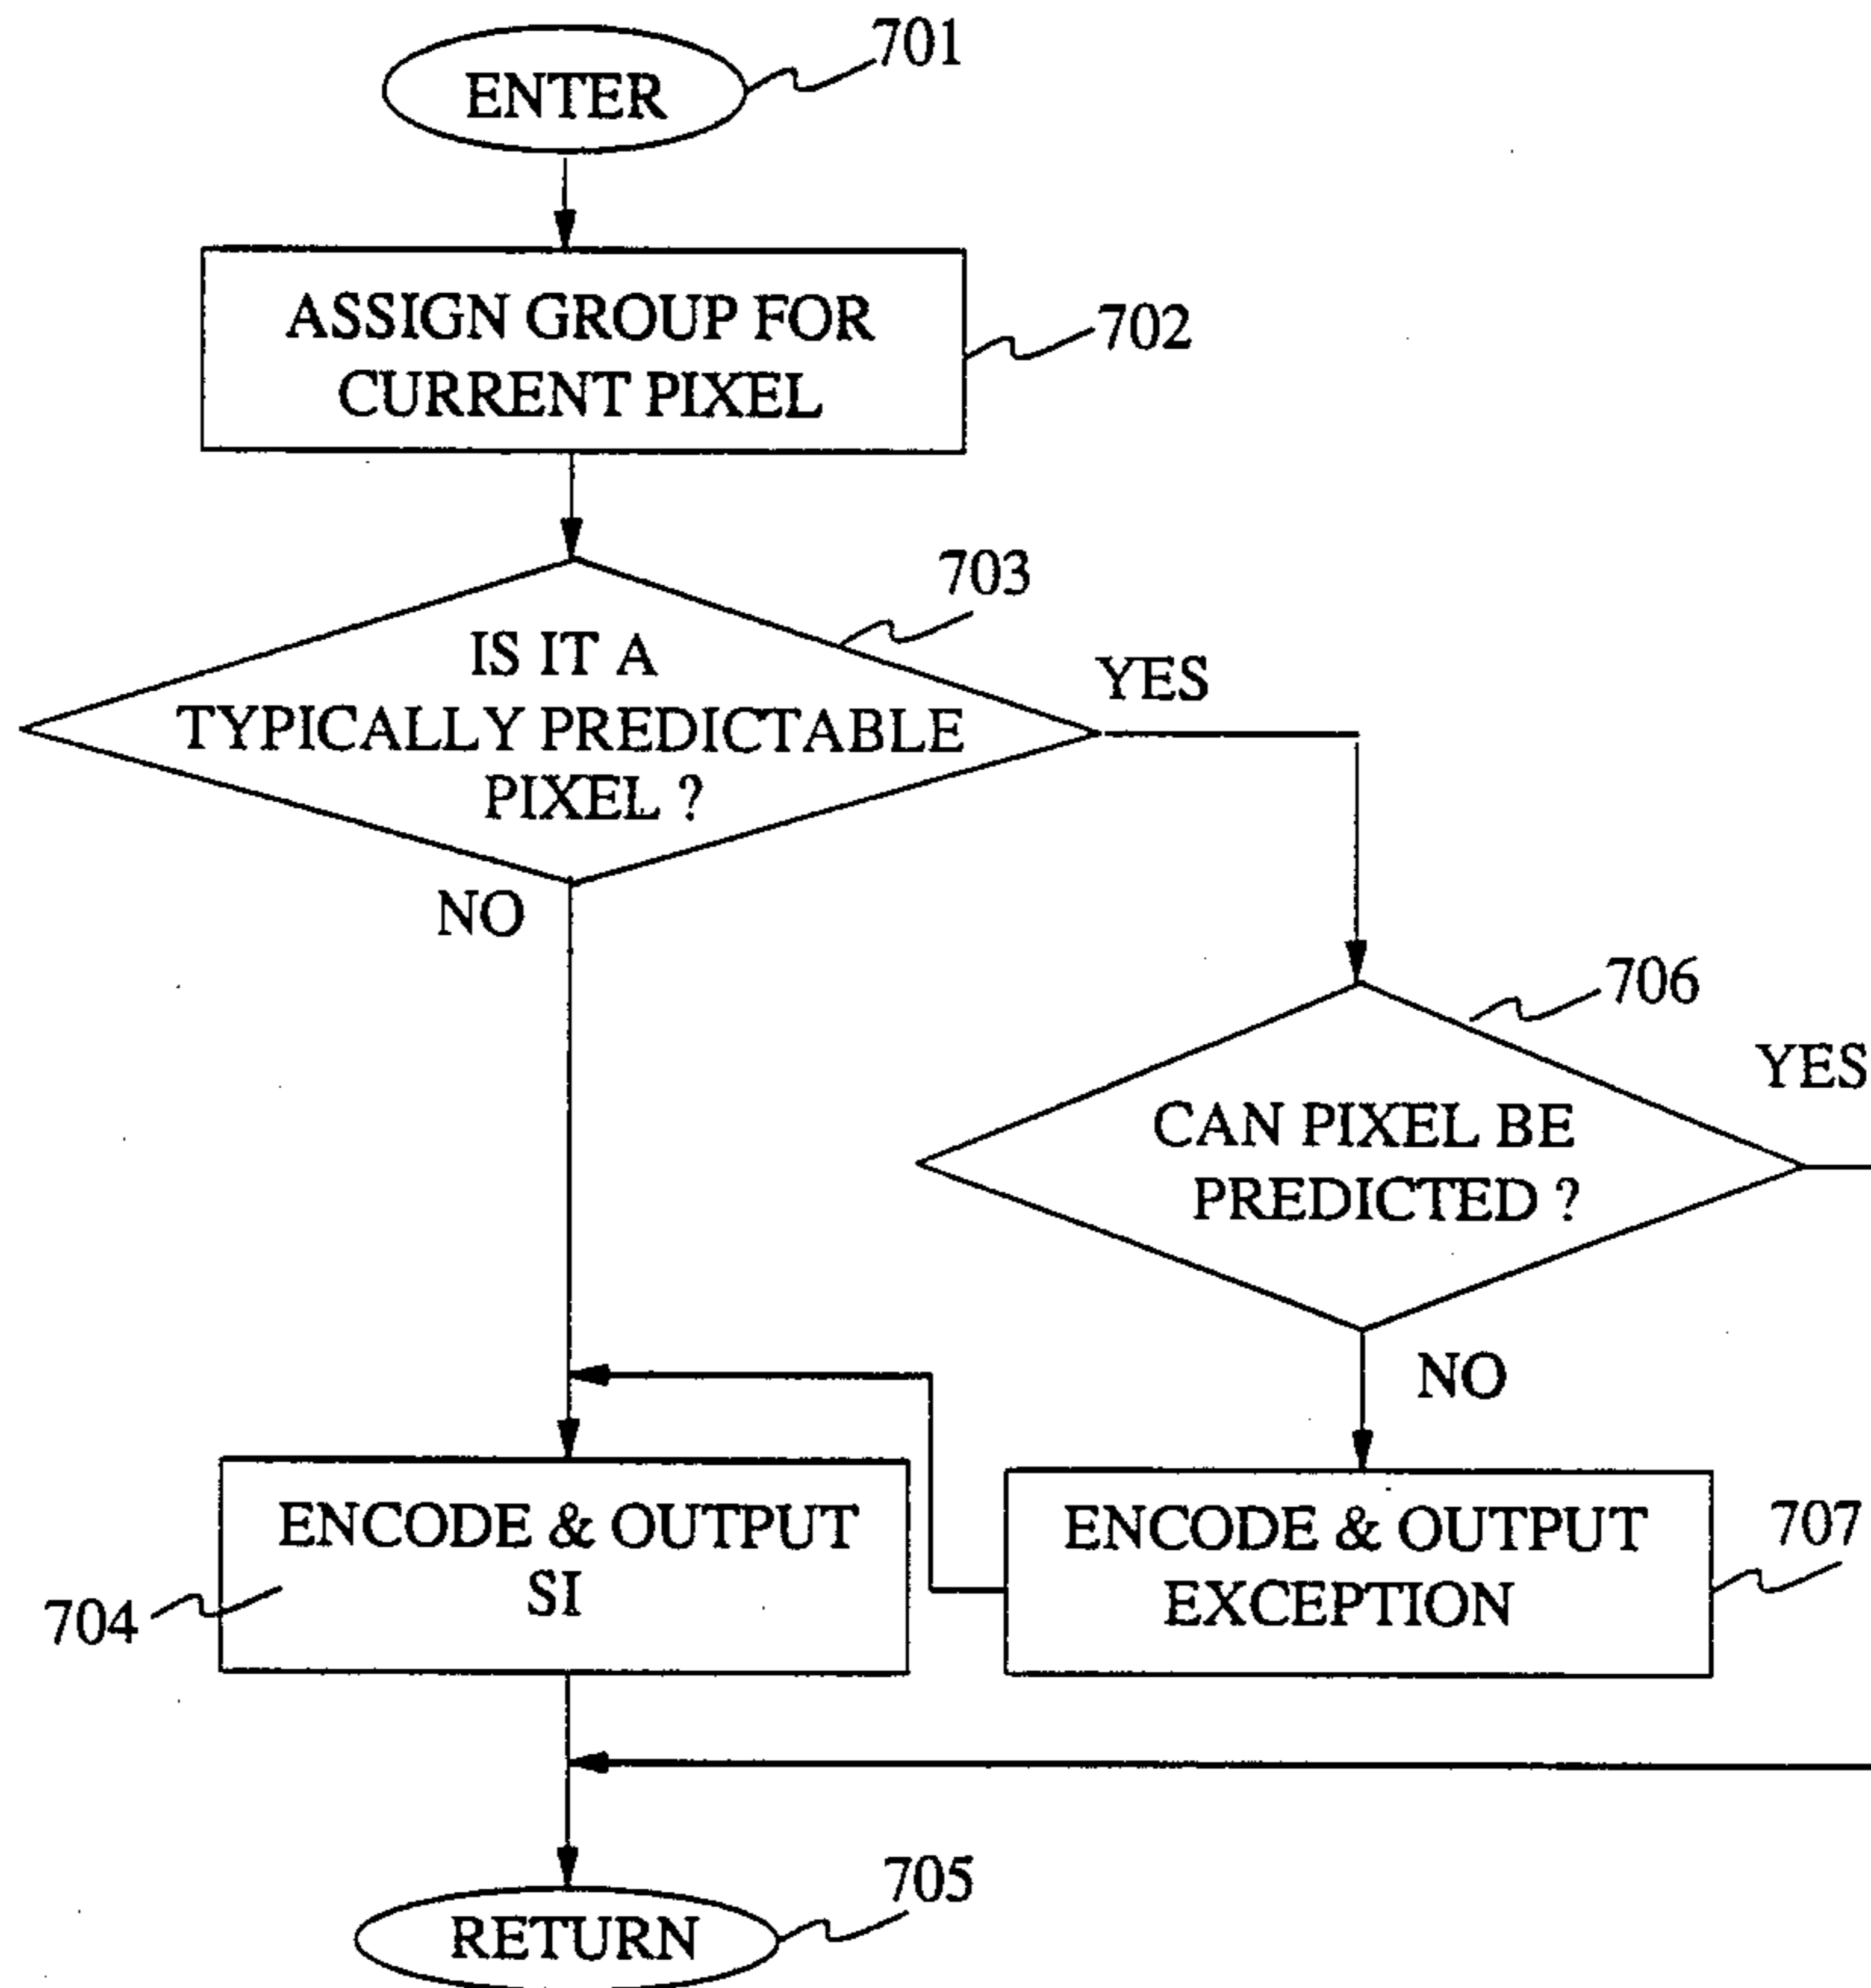 701
ENTER
ASSIGN GROUP FOR
CURRENT PIXEL
702
703
IS IT A
TYPICALLY PREDICTABLE
PIXEL ?
YES
NO
706
YES
CAN PIXEL BE
PREDICTED ?
NO
ENCODE & OUTPUT
SI
704
ENCODE & OUTPUT
EXCEPTION
707
705
RETURN